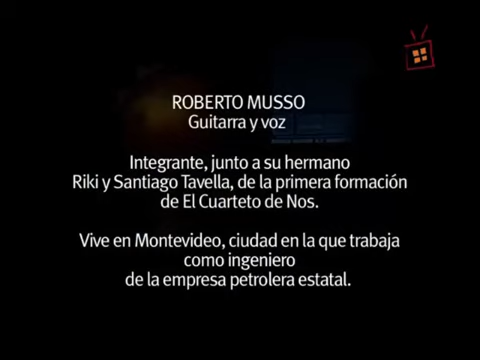 ROBERTO MUSSO
Guitarra y voz
Integrante, junto a su hermano
Riki y Santiago Tavella, de la primera formación
de El Cuarteto de Nos.
Vive en Montevideo, ciudad en la que trabaja
como ingeniero
de la empresa petrolera estatal.